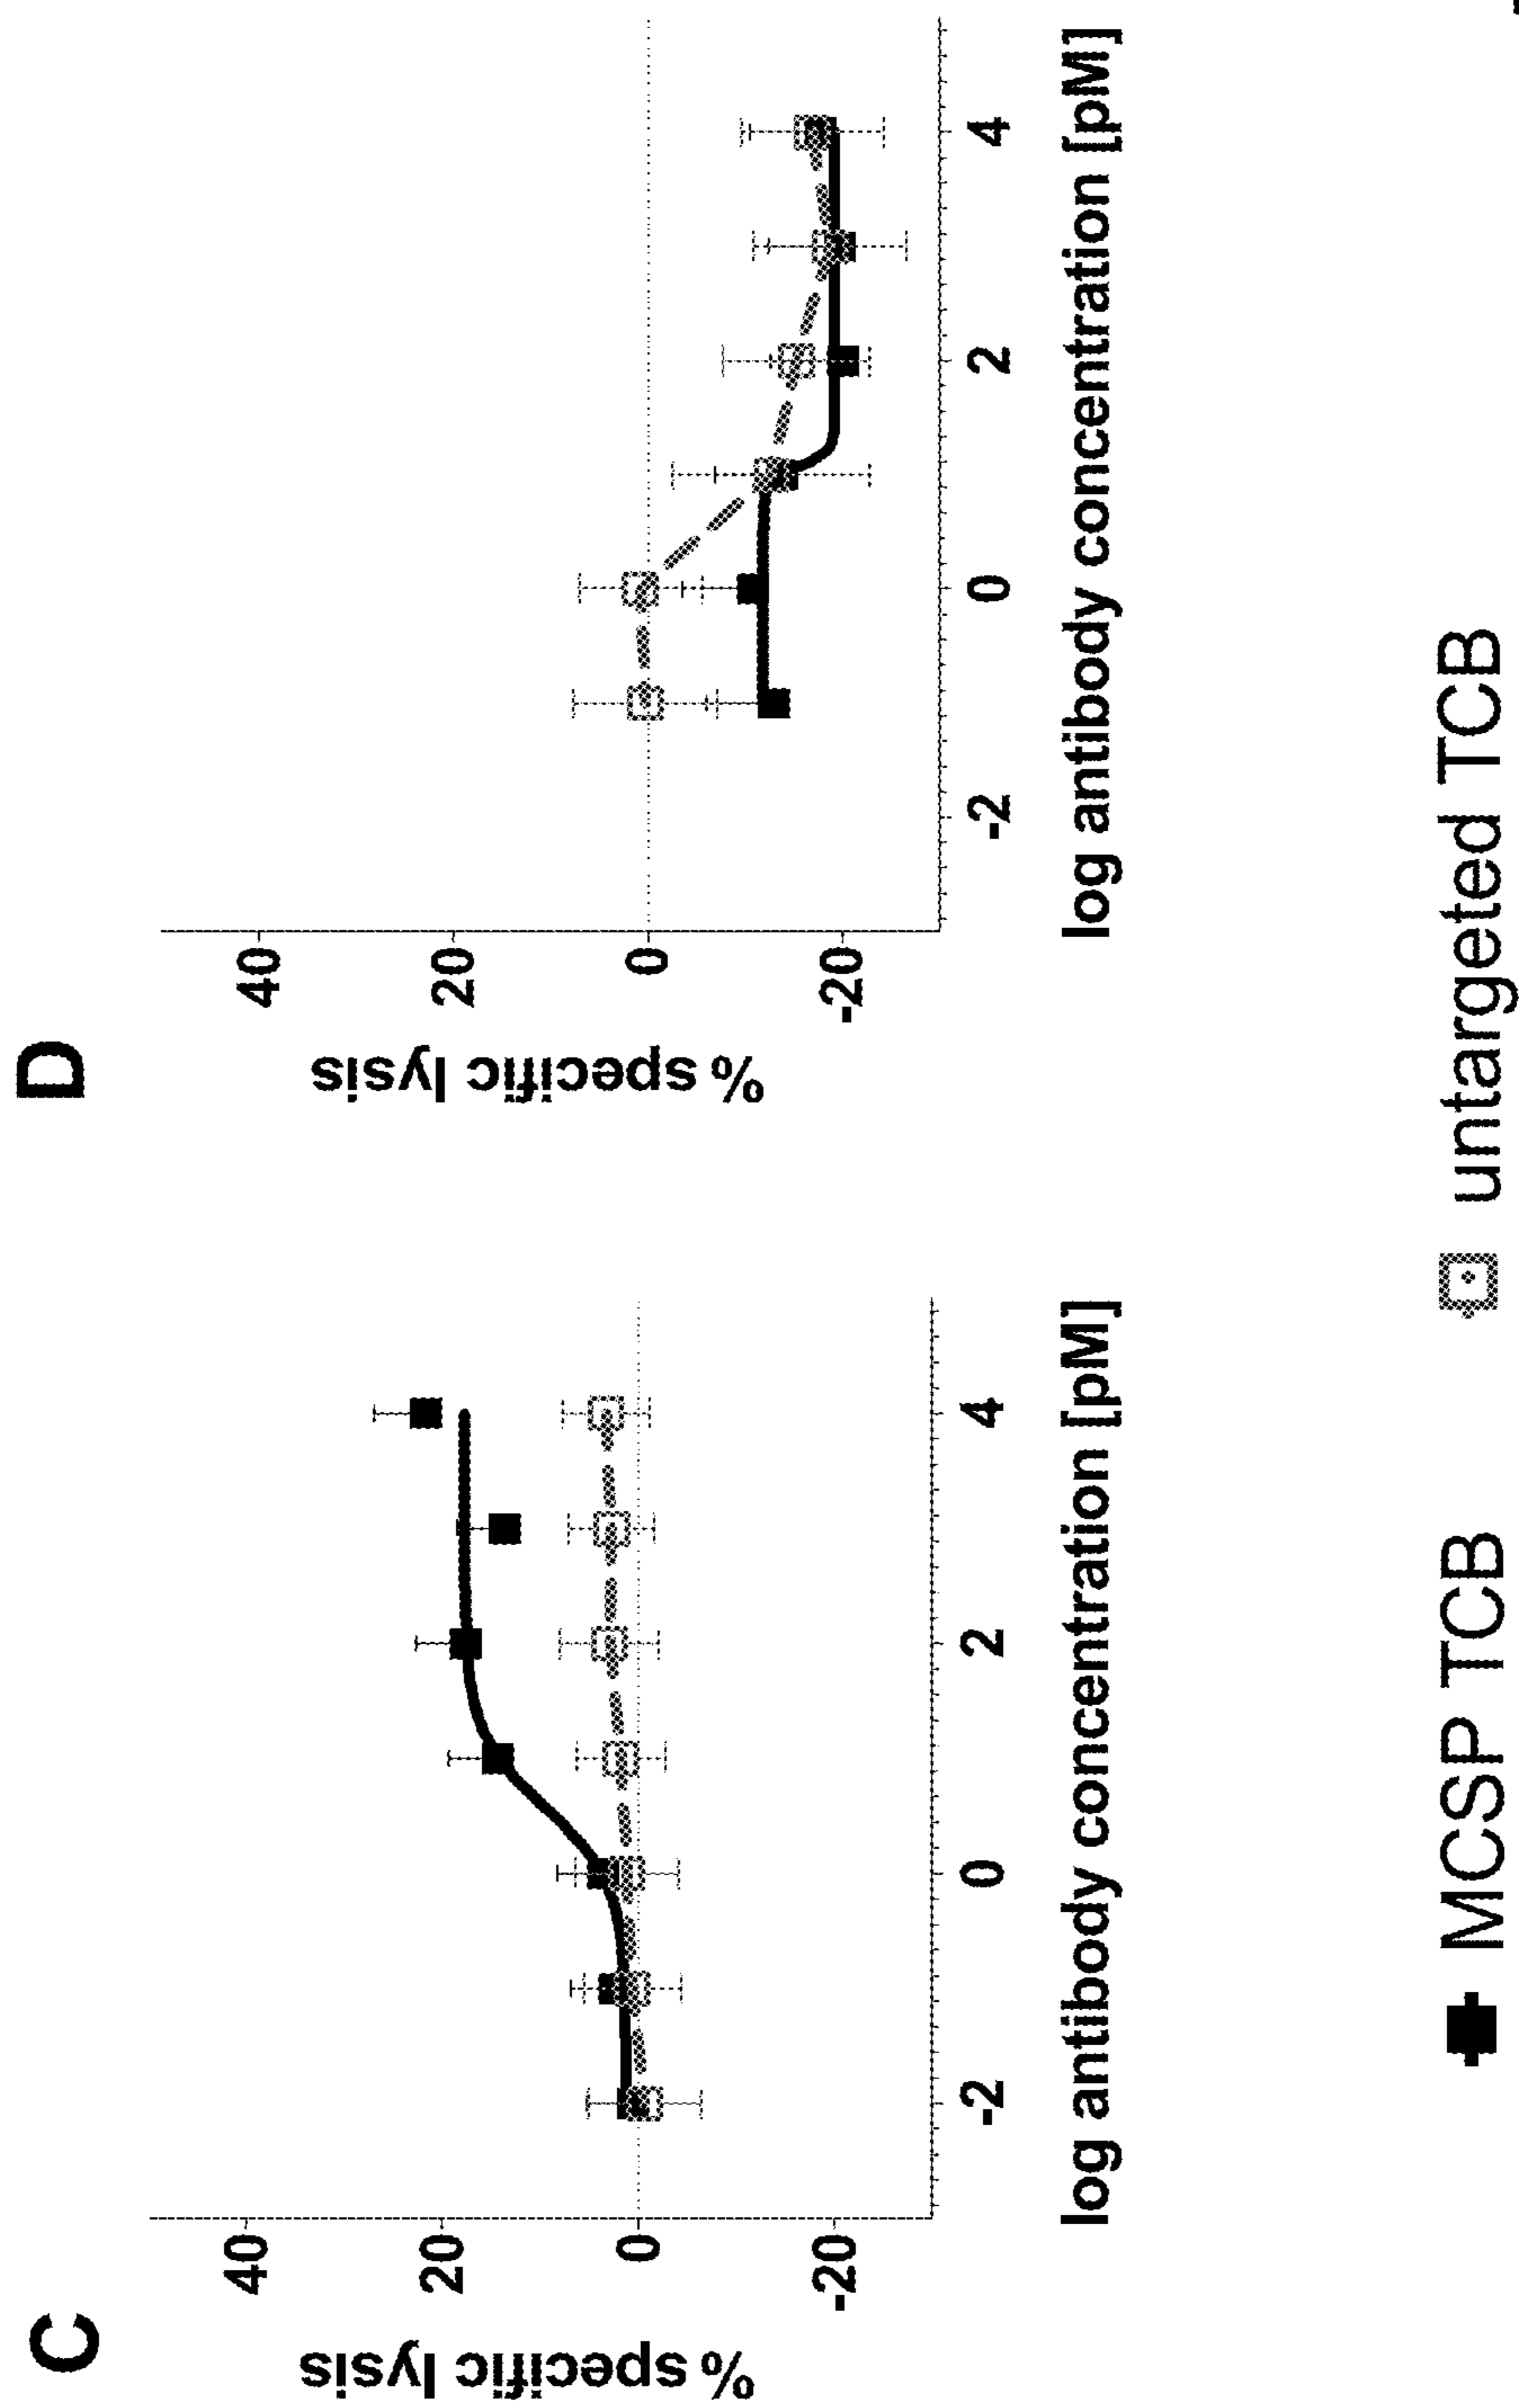 C
% specific lysis
40
20
0
-20
-2
0
2
4
log antibody concentration [pM]
D
% specific lysis
40
20
0
-20
-2
0
2
4
log antibody concentration [pM]
MCSP TCB
untargeted TCB